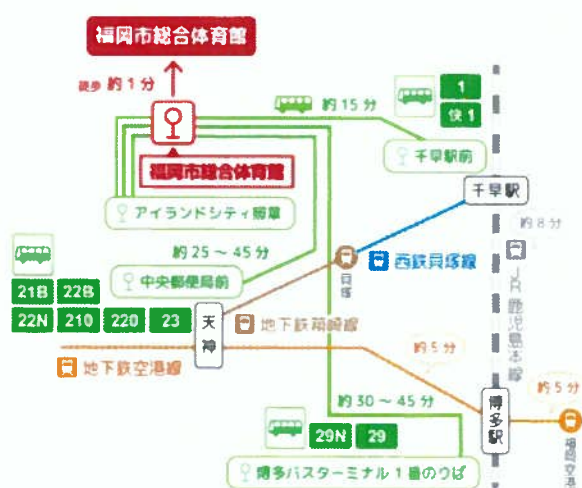 福岡市総合体育館
徒歩 約1分
福岡市総合体育館
アイランドシティ照葉
約15分
1
快1
千早駅前
千早駅
約8分
JR鹿児島本線
西鉄貝塚線
貝塚
約25～45分
中央郵便局前
21B 22B
22N 210 220 23
天神
地下鉄箱崎線
地下鉄空港線
約5分
約5分
博多駅
福岡空港
約30～45分
29N 29
博多バスターミナル1番のりば